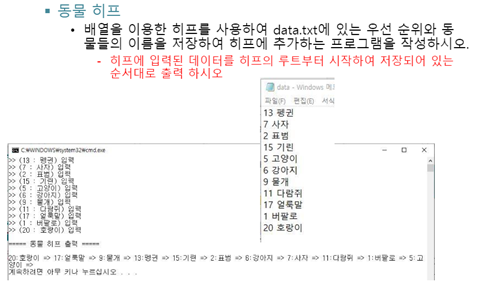 동물 히프
배열을 이용한 히프를 사용하여 data.txt에 있는 우선 순위와 동
물들의 이름을 저장하여 히프에 추가하는 프로그램을 작성하시오.
- 히프에 입력된 데이터를 히프의 루트부터 시작하여 저장되어 있는
순서대로 출력 하시오
data - Windows 메
파일(F) 편집(E) 서식
13 펭귄
7 사자
2 표범
15 기린
5 고양이
6 강아지
9 물개
11 다람쥐
17 얼룩말
1 버팔로
20 호랑이
C:\WINDOWS\system32\cmd.exe
>> (13 : 펭귄) 입력
>> (7 : 사자) 입력
>> (2 : 표범) 입력
>> (15 : 기린) 입력
>> (5 : 고양이) 입력
>> (6 : 강아지) 입력
>> (9 : 물개) 입력
>> (11 : 다람쥐) 입력
>> (17 : 얼룩말) 입력
>> (1 : 버팔로) 입력
>> (20 : 호랑이) 입력
===== 동물 히프 출력 =====
20:호랑이 => 17:얼룩말 => 9:물개 => 13:펭귄 => 15:기린 => 2:표범 => 6:강아지 => 7:사자 => 11:다람쥐 => 1:버팔로 => 5:고
양이 =>
계속하려면 아무 키나 누르십시오 . . .